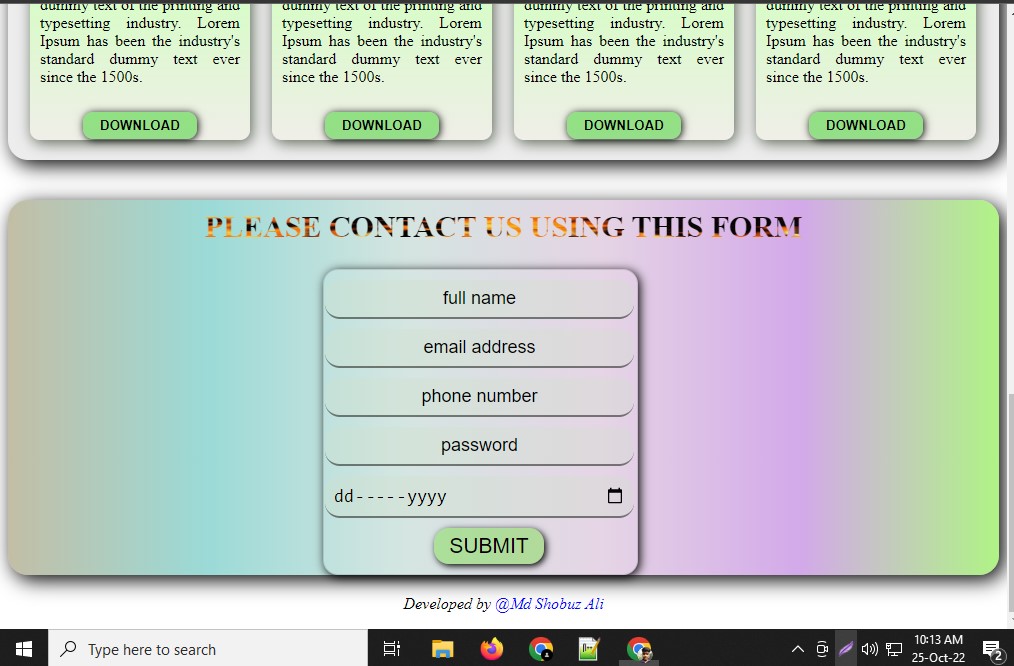 dummy text of the printing and
typesetting industry. Lorem
Ipsum has been the industry's
standard dummy text ever
since the 1500s.
DOWNLOAD
dummy text of the printing and
typesetting industry. Lorem
Ipsum has been the industry's
standard dummy text ever
since the 1500s.
DOWNLOAD
dummy text of the printing and
typesetting industry. Lorem
Ipsum has been the industry's
standard dummy text ever
since the 1500s.
DOWNLOAD
dummy text of the printing and
typesetting industry. Lorem
Ipsum has been the industry's
standard dummy text ever
since the 1500s.
DOWNLOAD
PLEASE CONTACT US USING THIS FORM
full name
email address
phone number
password
dd-----yyyy
SUBMIT
Developed by @Md Shobuz Ali
Type here to search
10:13 AM
25-Oct-22
2